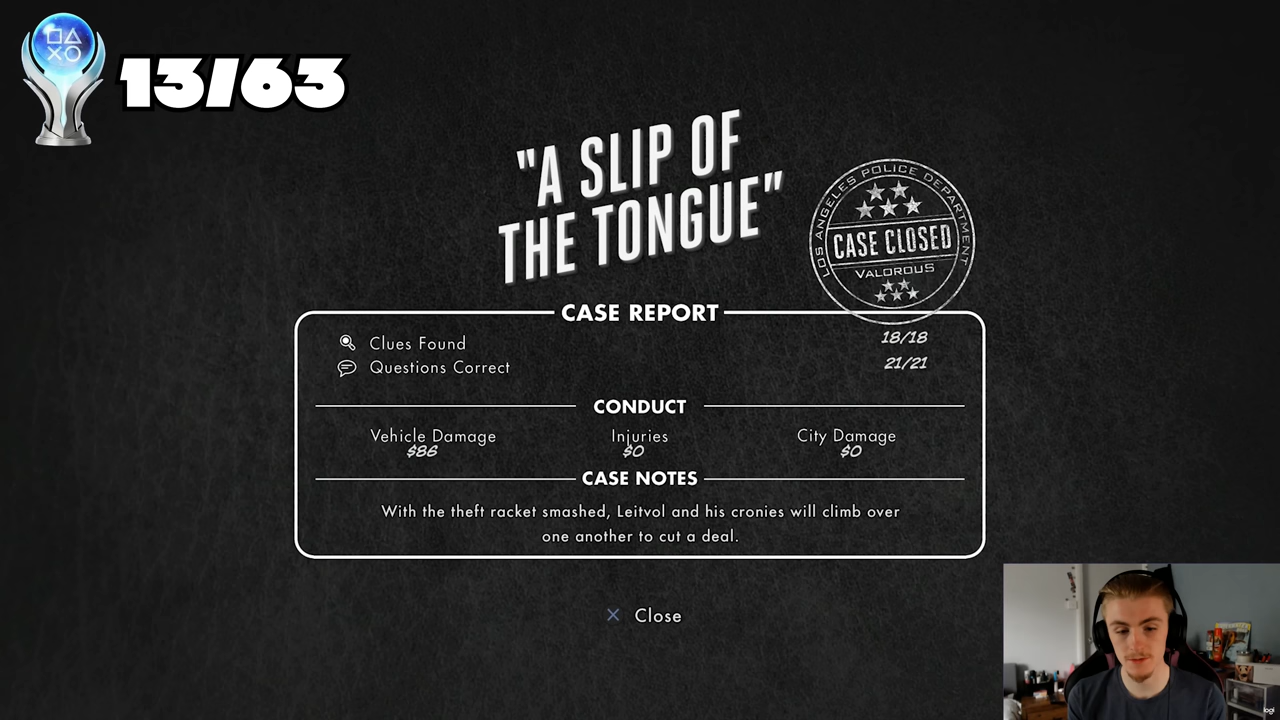 13/63
"A SLIP OF
THE TONGUE"
LOS ANGELES POLICE DEPARTMENT
CASE CLOSED
VALOROUS
CASE REPORT
Clues Found 18/18
Questions Correct 21/21
CONDUCT
Vehicle Damage Injuries City Damage
$86 $0 $0
CASE NOTES
With the theft racket smashed, Leitvol and his cronies will climb over
one another to cut a deal.
Close
logi